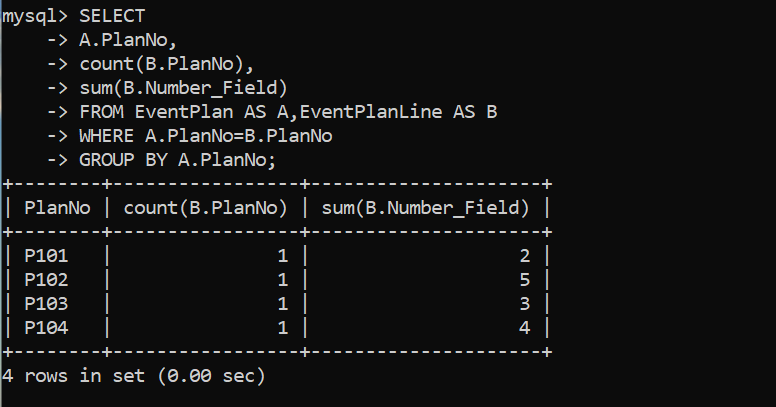 mysql> SELECT
    -> A.PlanNo,
    -> count(B.PlanNo),
    -> sum(B.Number_Field)
    -> FROM EventPlan AS A,EventPlanLine AS B
    -> WHERE A.PlanNo=B.PlanNo
    -> GROUP BY A.PlanNo;
+--------+-----------------+---------------------+
| PlanNo | count(B.PlanNo) | sum(B.Number_Field) |
+--------+-----------------+---------------------+
| P101   |               1 |                   2 |
| P102   |               1 |                   5 |
| P103   |               1 |                   3 |
| P104   |               1 |                   4 |
+--------+-----------------+---------------------+
4 rows in set (0.00 sec)